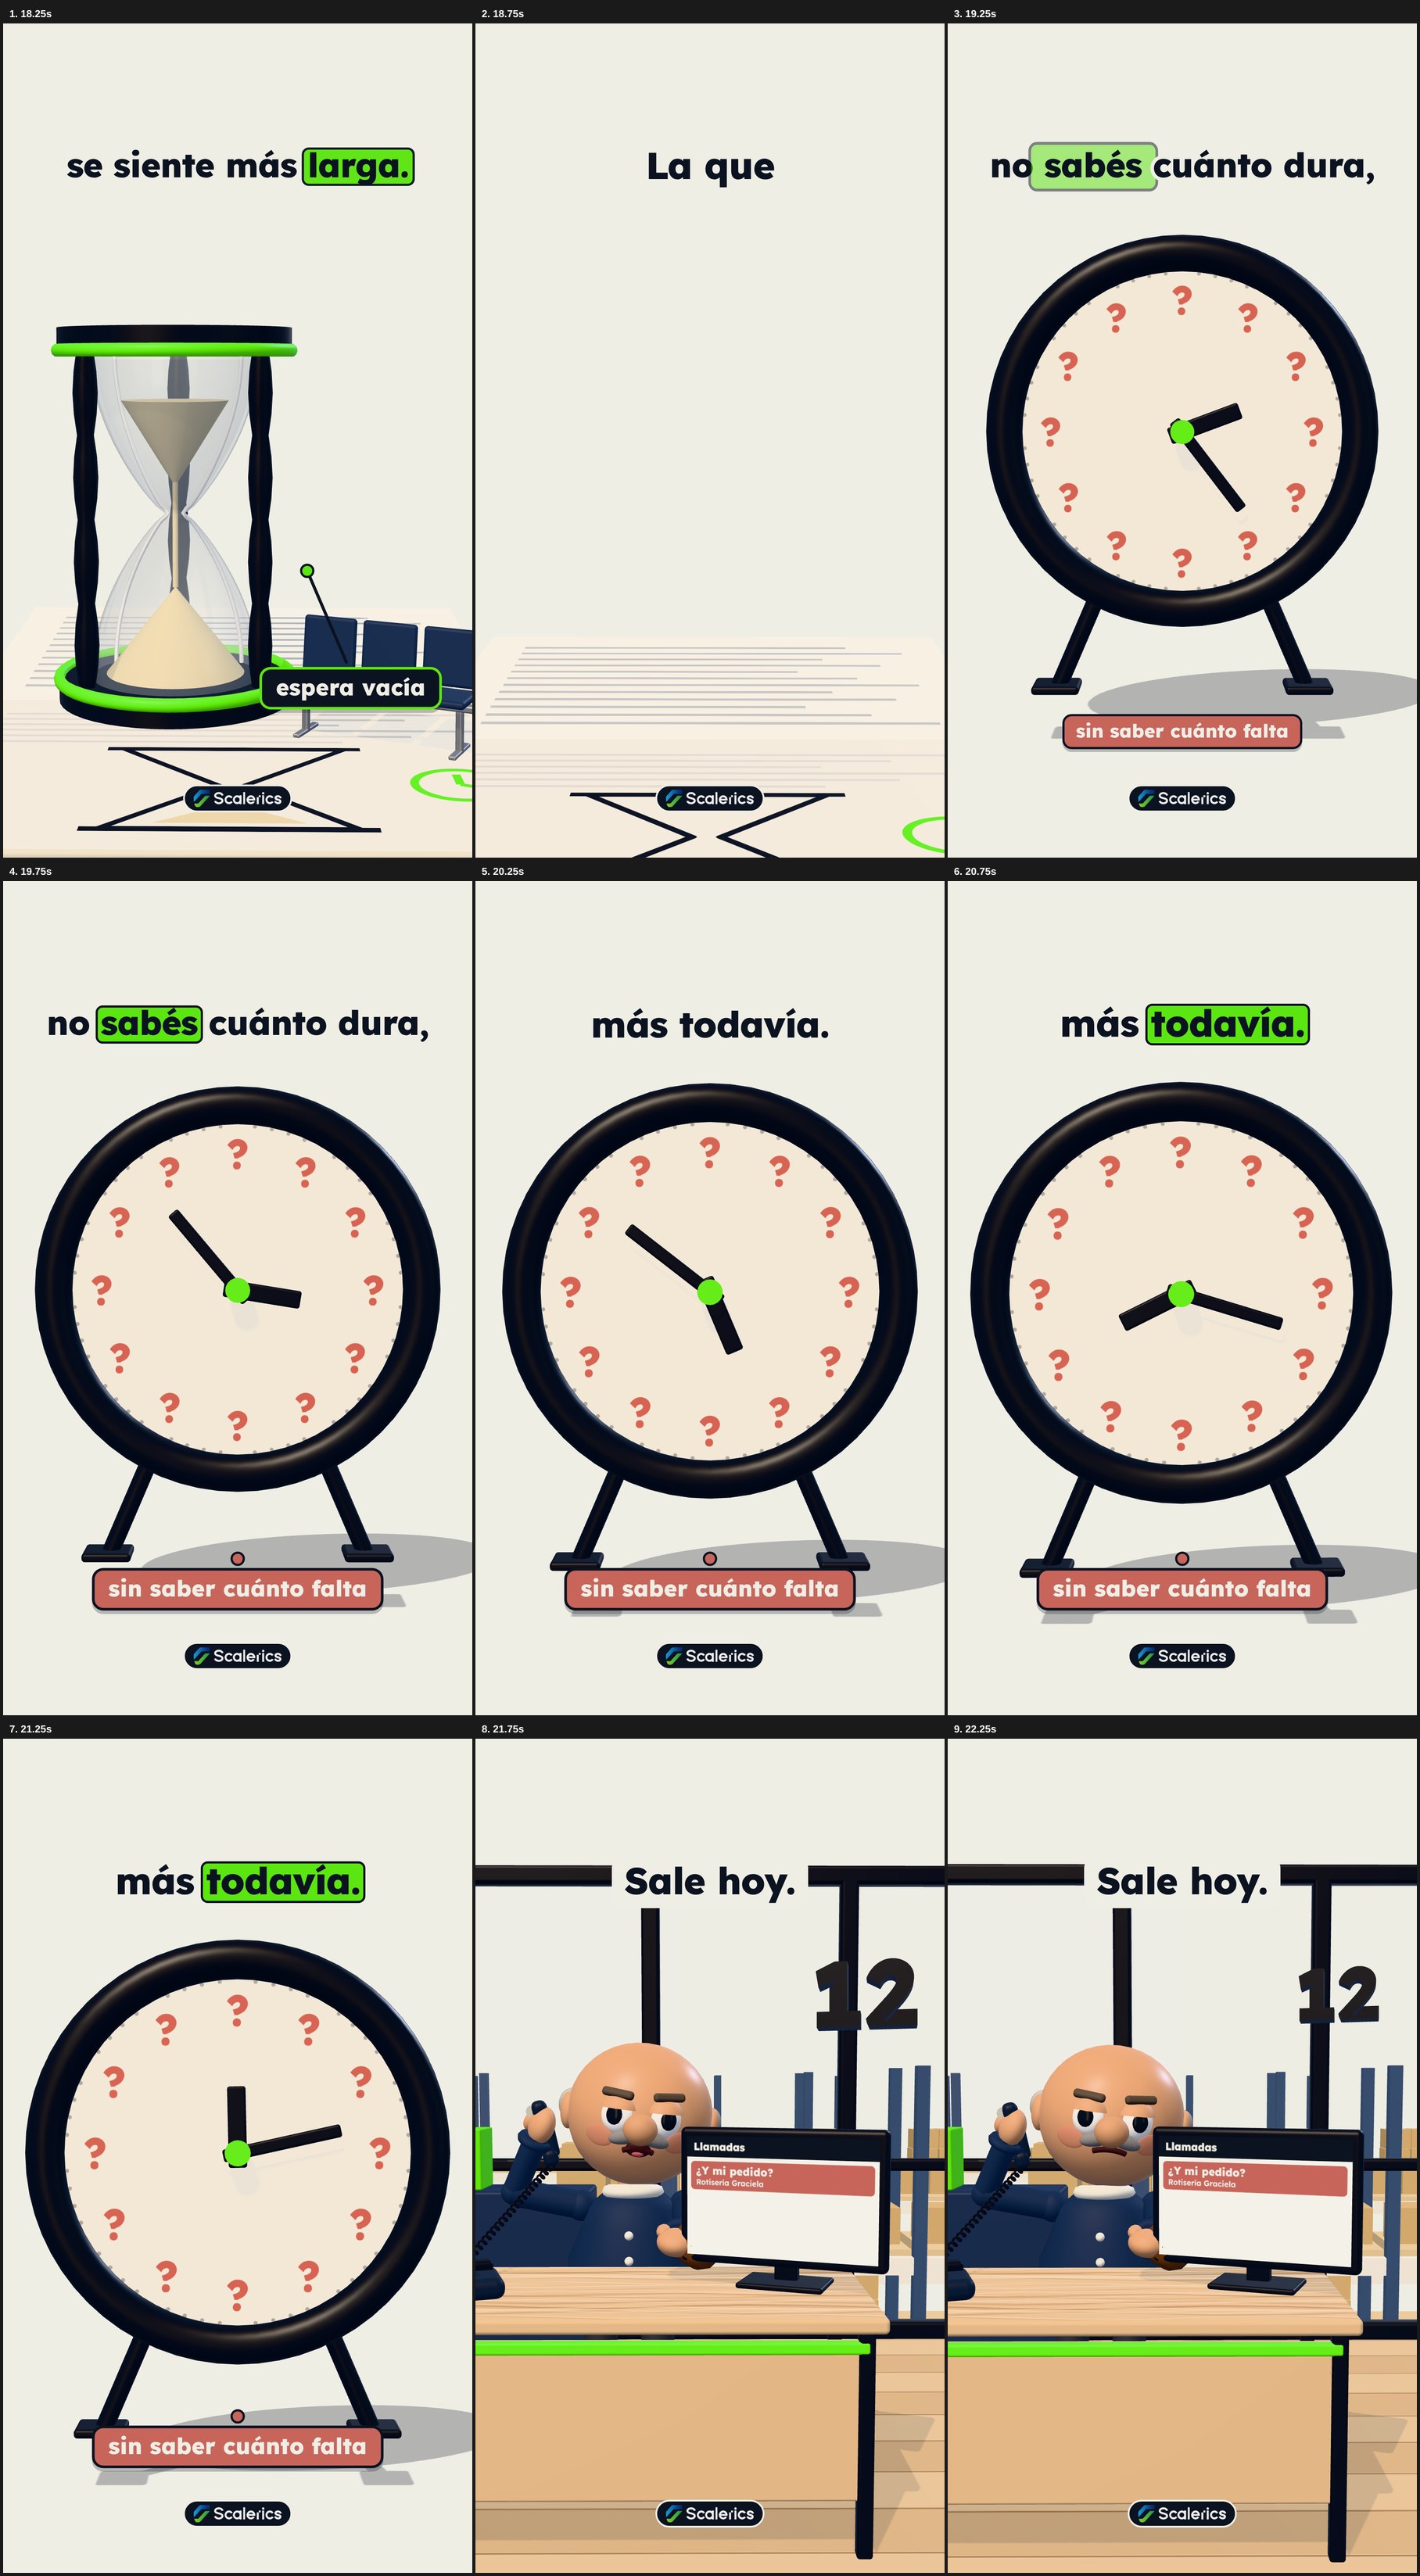 1. 18.25s
se siente más larga.
espera vacía
Scalerics
2. 18.75s
La que
Scalerics
3. 19.25s
no sabés cuánto dura,
? ? ? ? ? ? ? ? ? ? ? ?
sin saber cuánto falta
Scalerics
4. 19.75s
no sabés cuánto dura,
? ? ? ? ? ? ? ? ? ? ? ?
sin saber cuánto falta
Scalerics
5. 20.25s
más todavía.
? ? ? ? ? ? ? ? ? ? ? ?
sin saber cuánto falta
Scalerics
6. 20.75s
más todavía.
? ? ? ? ? ? ? ? ? ? ? ?
sin saber cuánto falta
Scalerics
7. 21.25s
más todavía.
? ? ? ? ? ? ? ? ? ? ? ?
sin saber cuánto falta
Scalerics
8. 21.75s
Sale hoy.
12
Llamadas
¿Y mi pedido?
Rotisería Graciela
Scalerics
9. 22.25s
Sale hoy.
12
Llamadas
¿Y mi pedido?
Rotisería Graciela
Scalerics